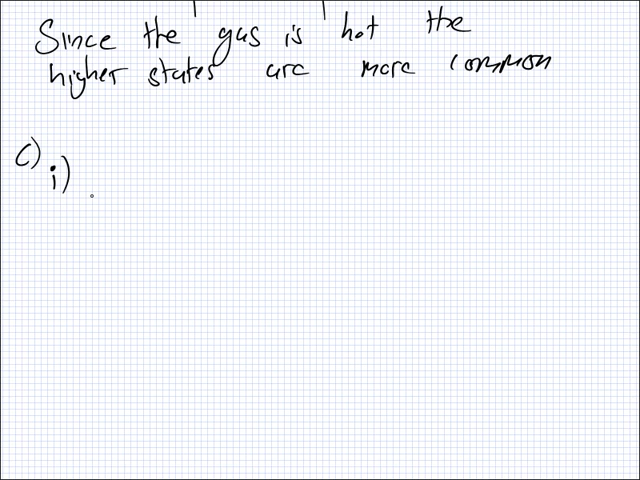 Since the gas is hot the
higher states are more common
c)
i)